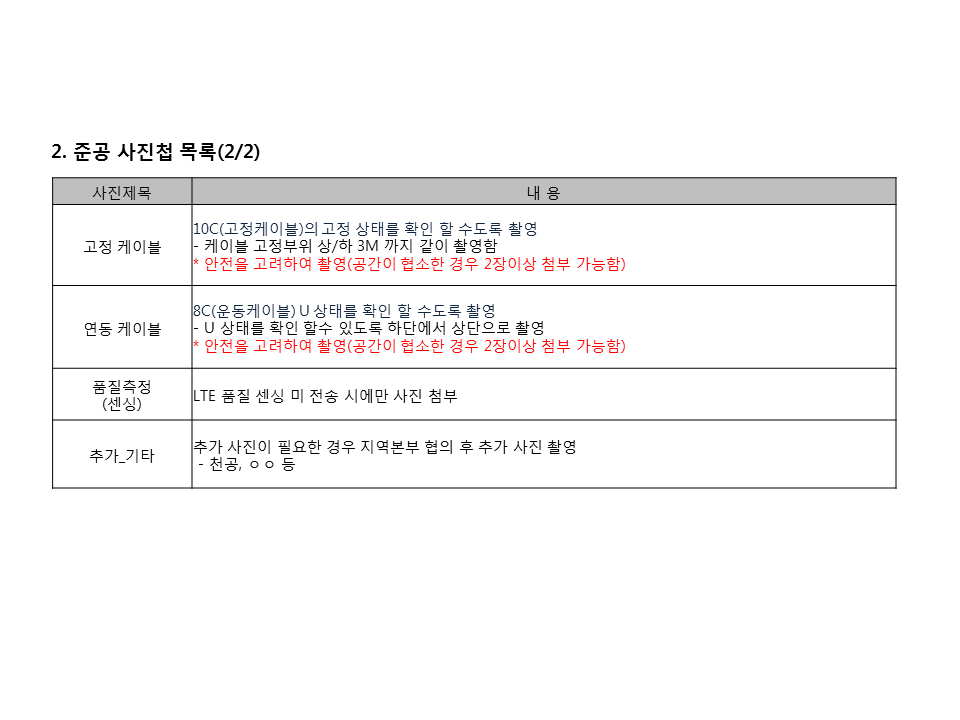 2. 준공 사진첩 목록(2/2)
사진제목
내 용
고정 케이블
10C(고정케이블)의 고정 상태를 확인 할 수도록 촬영
- 케이블 고정부위 상/하 3M 까지 같이 촬영함
* 안전을 고려하여 촬영(공간이 협소한 경우 2장이상 첨부 가능함)
연동 케이블
8C(운동케이블) U 상태를 확인 할 수도록 촬영
- U 상태를 확인 할수 있도록 하단에서 상단으로 촬영
* 안전을 고려하여 촬영(공간이 협소한 경우 2장이상 첨부 가능함)
품질측정
(센싱)
LTE 품질 센싱 미 전송 시에만 사진 첨부
추가_기타
추가 사진이 필요한 경우 지역본부 협의 후 추가 사진 촬영
- 천공, ㅇㅇ 등